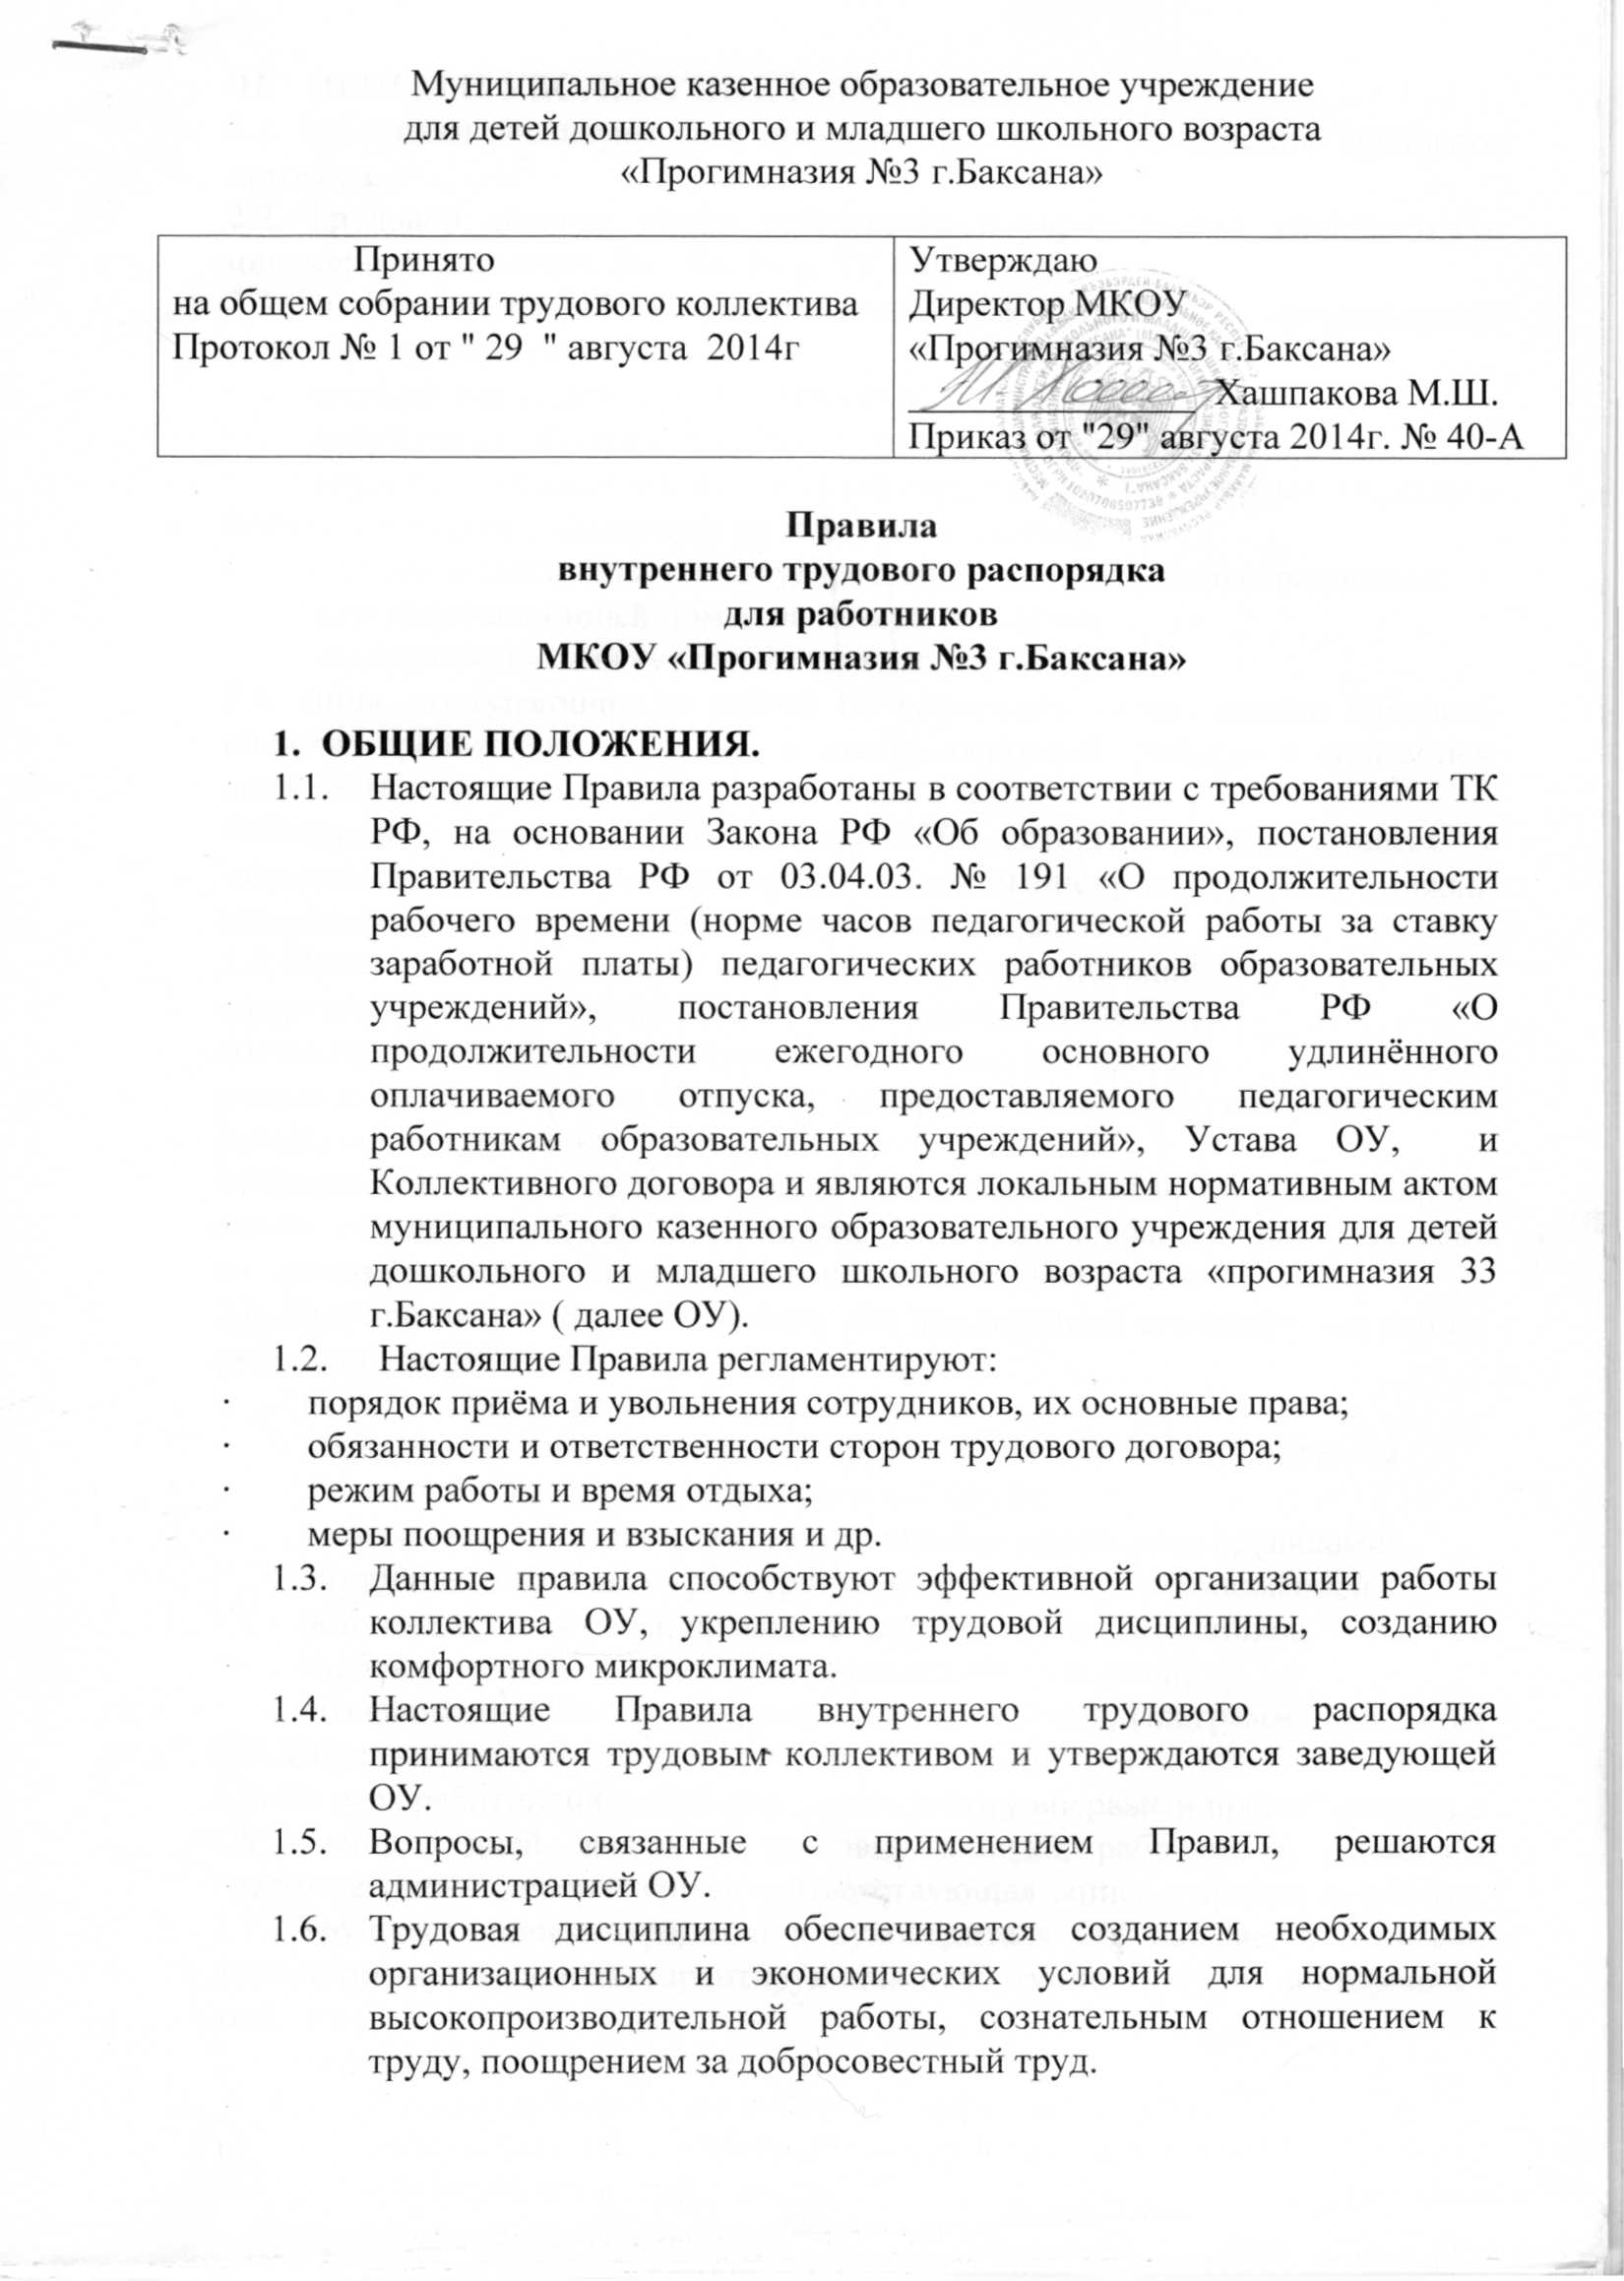 Муниципальное казенное образовательное учреждение
для детей дошкольного и младшего школьного возраста
«Прогимназия №3 г.Баксана»
Принято
на общем собрании трудового коллектива
Протокол № 1 от " 29 " августа 2014г
Утверждаю
Директор МКОУ
«Прогимназия №3 г.Баксана»
Хашпакова М.Ш.
Приказ от "29" августа 2014г. № 40-А
Правила
внутреннего трудового распорядка
для работников
МКОУ «Прогимназия №3 г.Баксана»
1. ОБЩИЕ ПОЛОЖЕНИЯ.
1.1. Настоящие Правила разработаны в соответствии с требованиями ТК
РФ, на основании Закона РФ «Об образовании», постановления
Правительства РФ от 03.04.03. № 191 «О продолжительности
рабочего времени (норме часов педагогической работы за ставку
заработной платы) педагогических работников образовательных
учреждений», постановления Правительства РФ «О
продолжительности ежегодного основного удлинённого
оплачиваемого отпуска, предоставляемого педагогическим
работникам образовательных учреждений», Устава ОУ, и
Коллективного договора и являются локальным нормативным актом
муниципального казенного образовательного учреждения для детей
дошкольного и младшего школьного возраста «прогимназия 33
г.Баксана» ( далее ОУ).
1.2. Настоящие Правила регламентируют:
· порядок приёма и увольнения сотрудников, их основные права;
· обязанности и ответственности сторон трудового договора;
· режим работы и время отдыха;
· меры поощрения и взыскания и др.
1.3. Данные правила способствуют эффективной организации работы
коллектива ОУ, укреплению трудовой дисциплины, созданию
комфортного микроклимата.
1.4. Настоящие Правила внутреннего трудового распорядка
принимаются трудовым коллективом и утверждаются заведующей
ОУ.
1.5. Вопросы, связанные с применением Правил, решаются
администрацией ОУ.
1.6. Трудовая дисциплина обеспечивается созданием необходимых
организационных и экономических условий для нормальной
высокопроизводительной работы, сознательным отношением к
труду, поощрением за добросовестный труд.